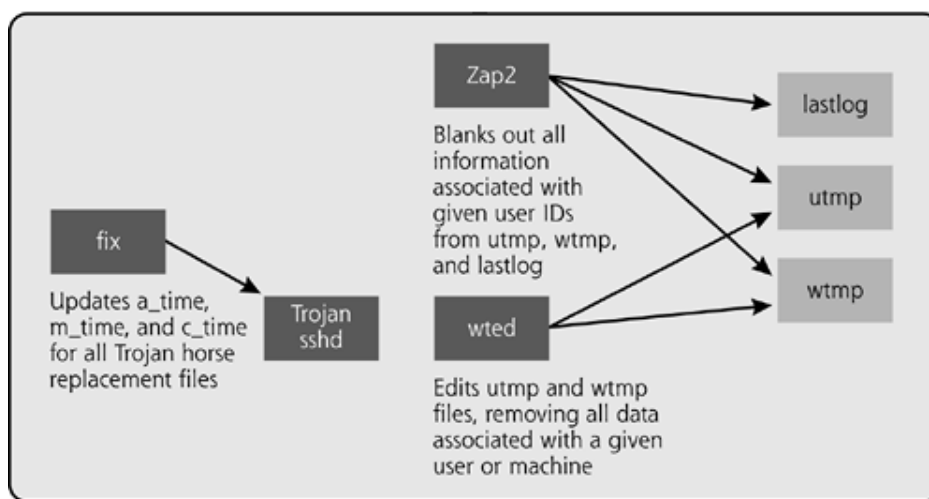 Zap2
Blanks out all
information
associated with
given user IDs
from utmp, wtmp,
and lastlog
lastlog
utmp
wtmp
fix
Updates a_time,
m_time, and c_time
for all Trojan horse
replacement files
Trojan
sshd
wted
Edits utmp and wtmp
files, removing all data
associated with a given
user or machine